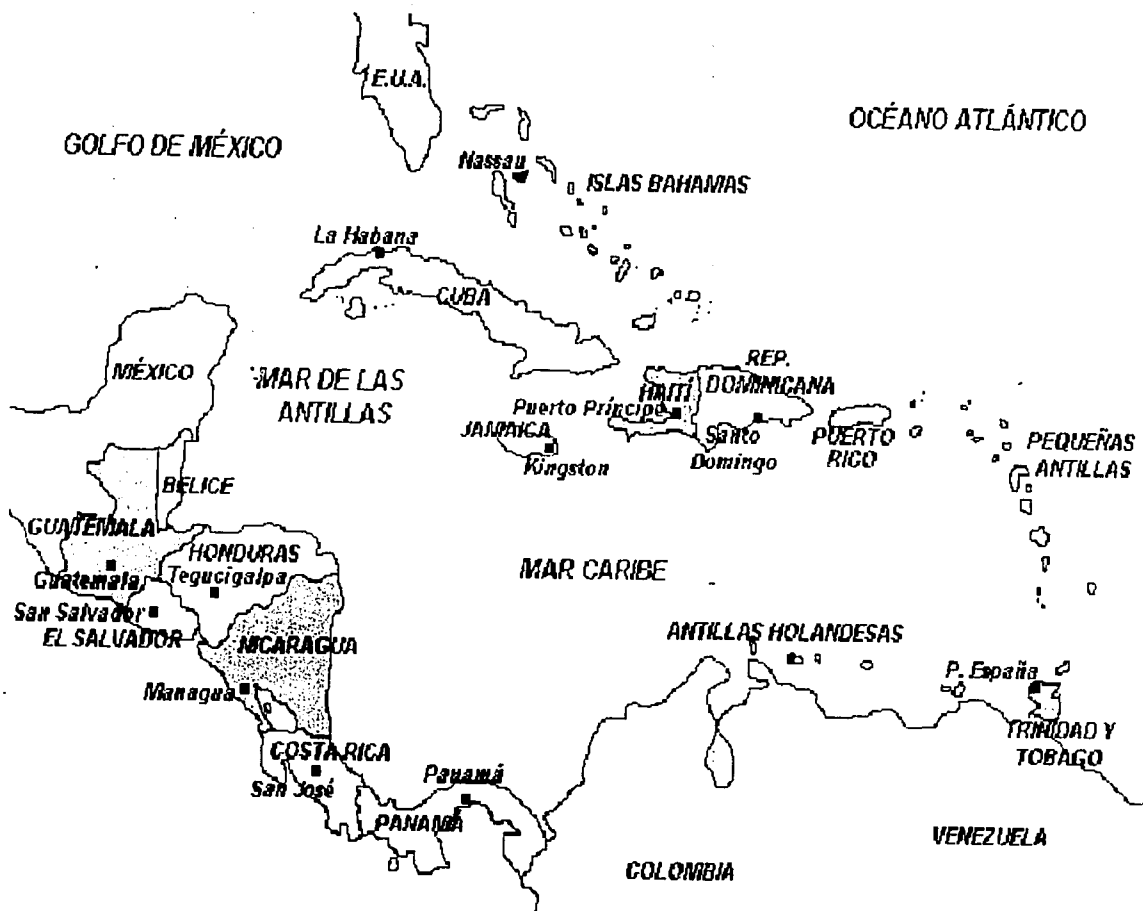 E.U.A.
OCÉANO ATLÁNTICO
GOLFO DE MÉXICO
Nassau
ISLAS BAHAMAS
La Habana
CUBA
MÉXICO
MAR DE LAS
ANTILLAS
REP.
DOMINICANA
HAITÍ
Puerto Príncipe
JAMAICA
Kingston
Santo
Domingo
PUERTO
RICO
PEQUEÑAS
ANTILLAS
BELICE
GUATEMALA
HONDURAS
Tegucigalpa
Guatemala
San Salvador
EL SALVADOR
MAR CARIBE
NICARAGUA
ANTILLAS HOLANDESAS
Managua
P. España
TRINIDAD Y
TOBAGO
COSTA RICA
San José
Panamá
PANAMÁ
VENEZUELA
COLOMBIA